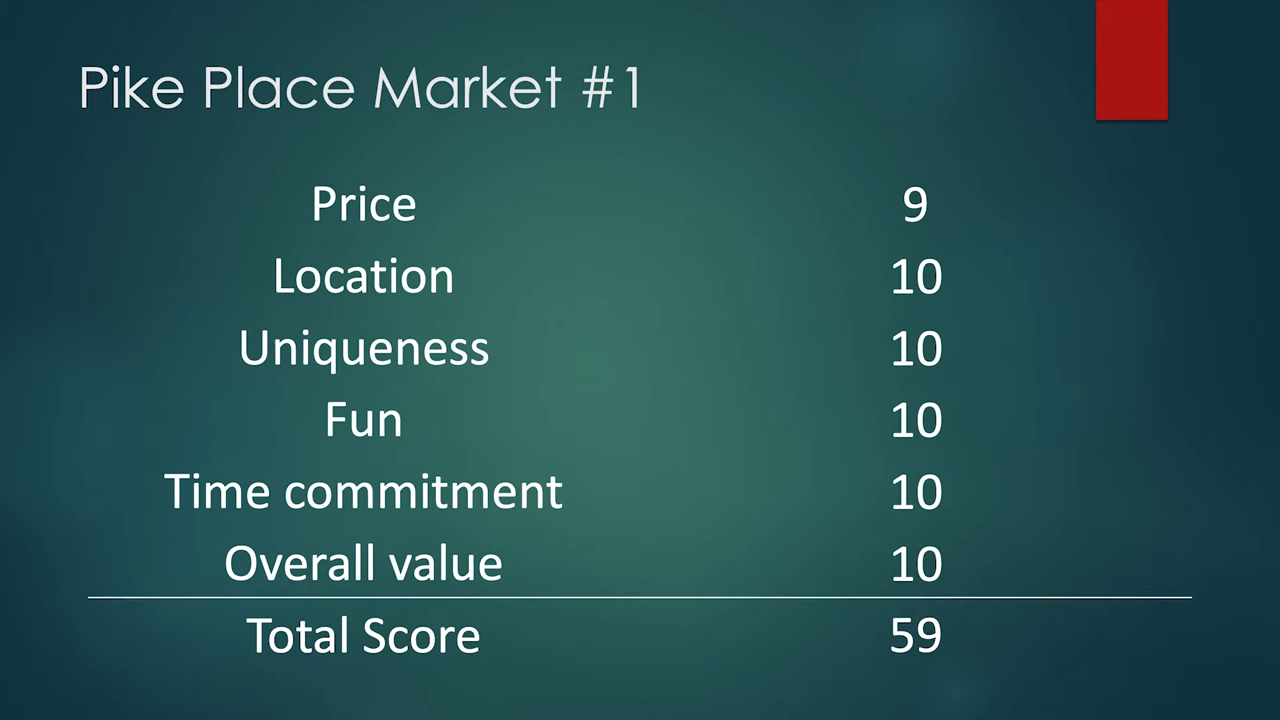 Pike Place Market #1
Price 9
Location 10
Uniqueness 10
Fun 10
Time commitment 10
Overall value 10
Total Score 59